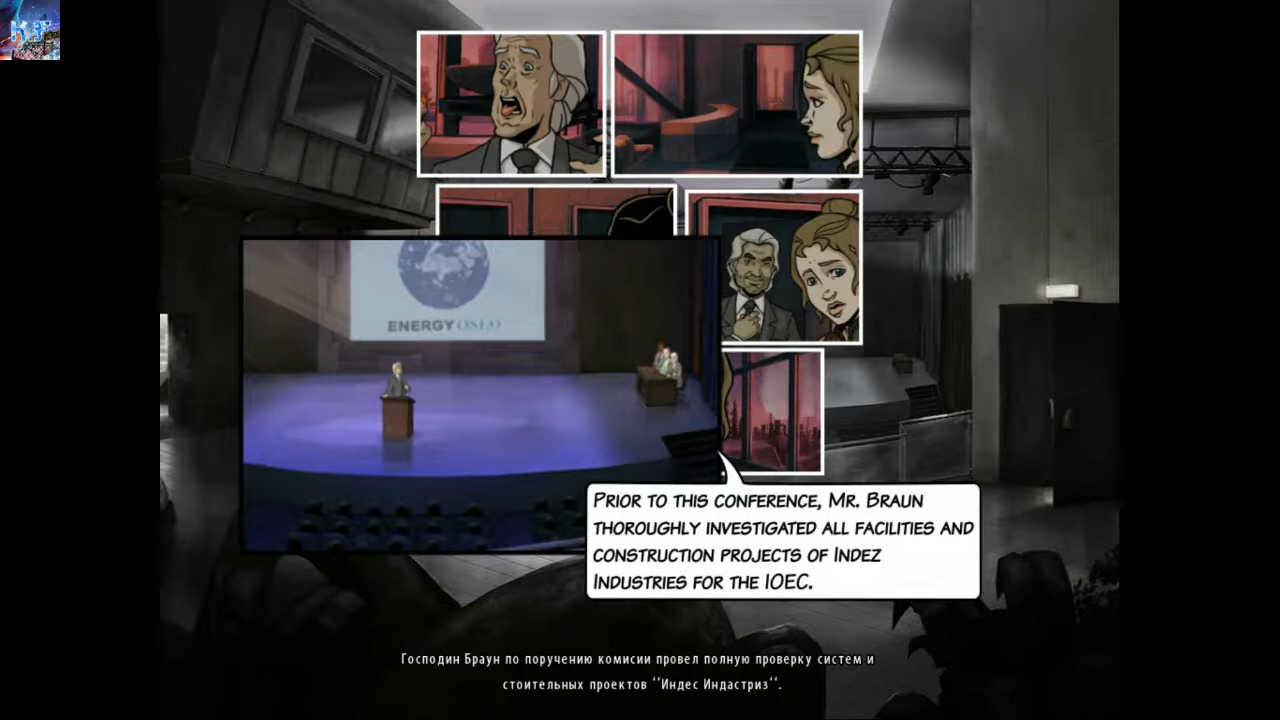 KF
ENERGY OSLO
PRIOR TO THIS CONFERENCE, MR. BRAUN
THOROUGHLY INVESTIGATED ALL FACILITIES AND
CONSTRUCTION PROJECTS OF INDEZ
INDUSTRIES FOR THE IOEC.
Господин Браун по поручению комисии провел полную проверку систем и
стоительных проектов ‘‘Индес Индастриз‘‘.